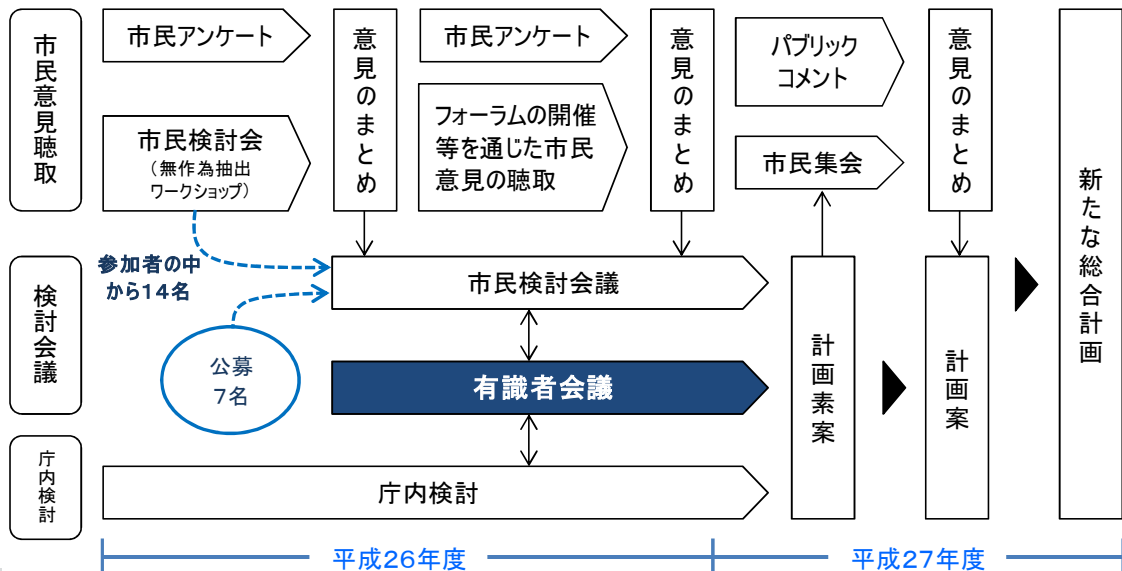 市民意見聴取
市民アンケート
市民検討会
（無作為抽出
ワークショップ）
意見のまとめ
市民アンケート
フォーラムの開催
等を通じた市民
意見の聴取
意見のまとめ
パブリック
コメント
市民集会
意見のまとめ
検討会議
参加者の中
から14名
公募
7名
市民検討会議
有識者会議
庁内検討
庁内検討
計画素案
計画案
新たな総合計画
平成26年度
平成27年度